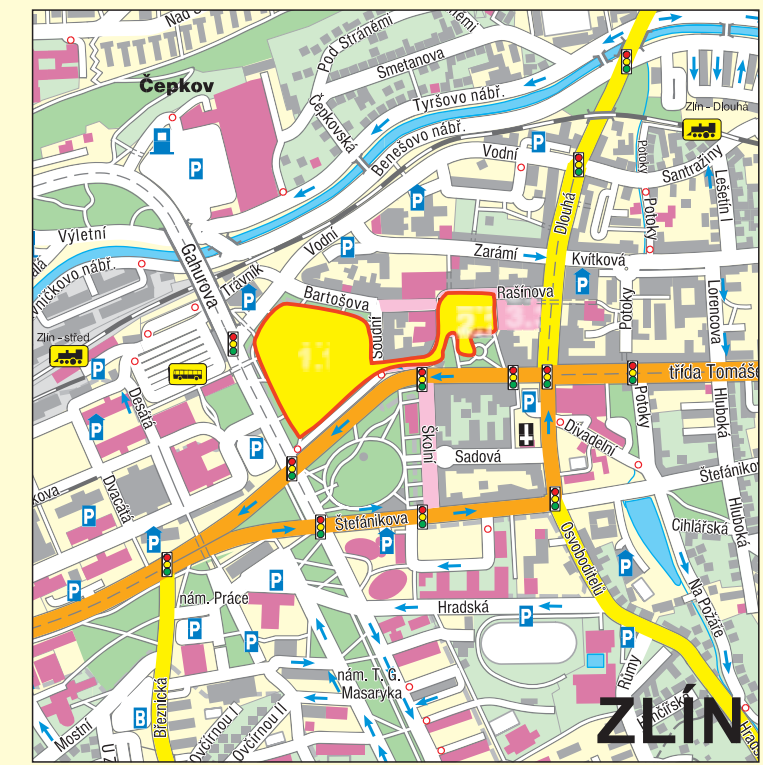 Nad
Pod Stráněmi
Smetanova
Čepkov
Čepkovská
Tyršovo nábř.
Benešovo nábř.
Zlín - Dlouhá
P
Vodní
P
Potoky
Santražiny
Lešetín I
Dlouhá
P
Potoky
Výletní
Gahurova
Vodní
P
Zarámí
Kvítková
Trávník
P
Bartošova
Rašínova
P
Potoky
Lorencova
Soudní
Zlín - střed
P
třída Tomáše
Desátá
P
P
Školní
P
Divadelní
Potoky
Hluboká
P
Sadová
Štefánikova
Dvacátá
P
Štefánikova
Cihlářská
Hluboká
P
P
Osvoboditelů
P
Na Požáře
P
P
nám. Práce
Hradská
P
P
P
P
nám. T. G.
Masaryka
Růmy
Březnická
B
Mostní
Ovčírnou I
Ovčírnou II
ZLÍN